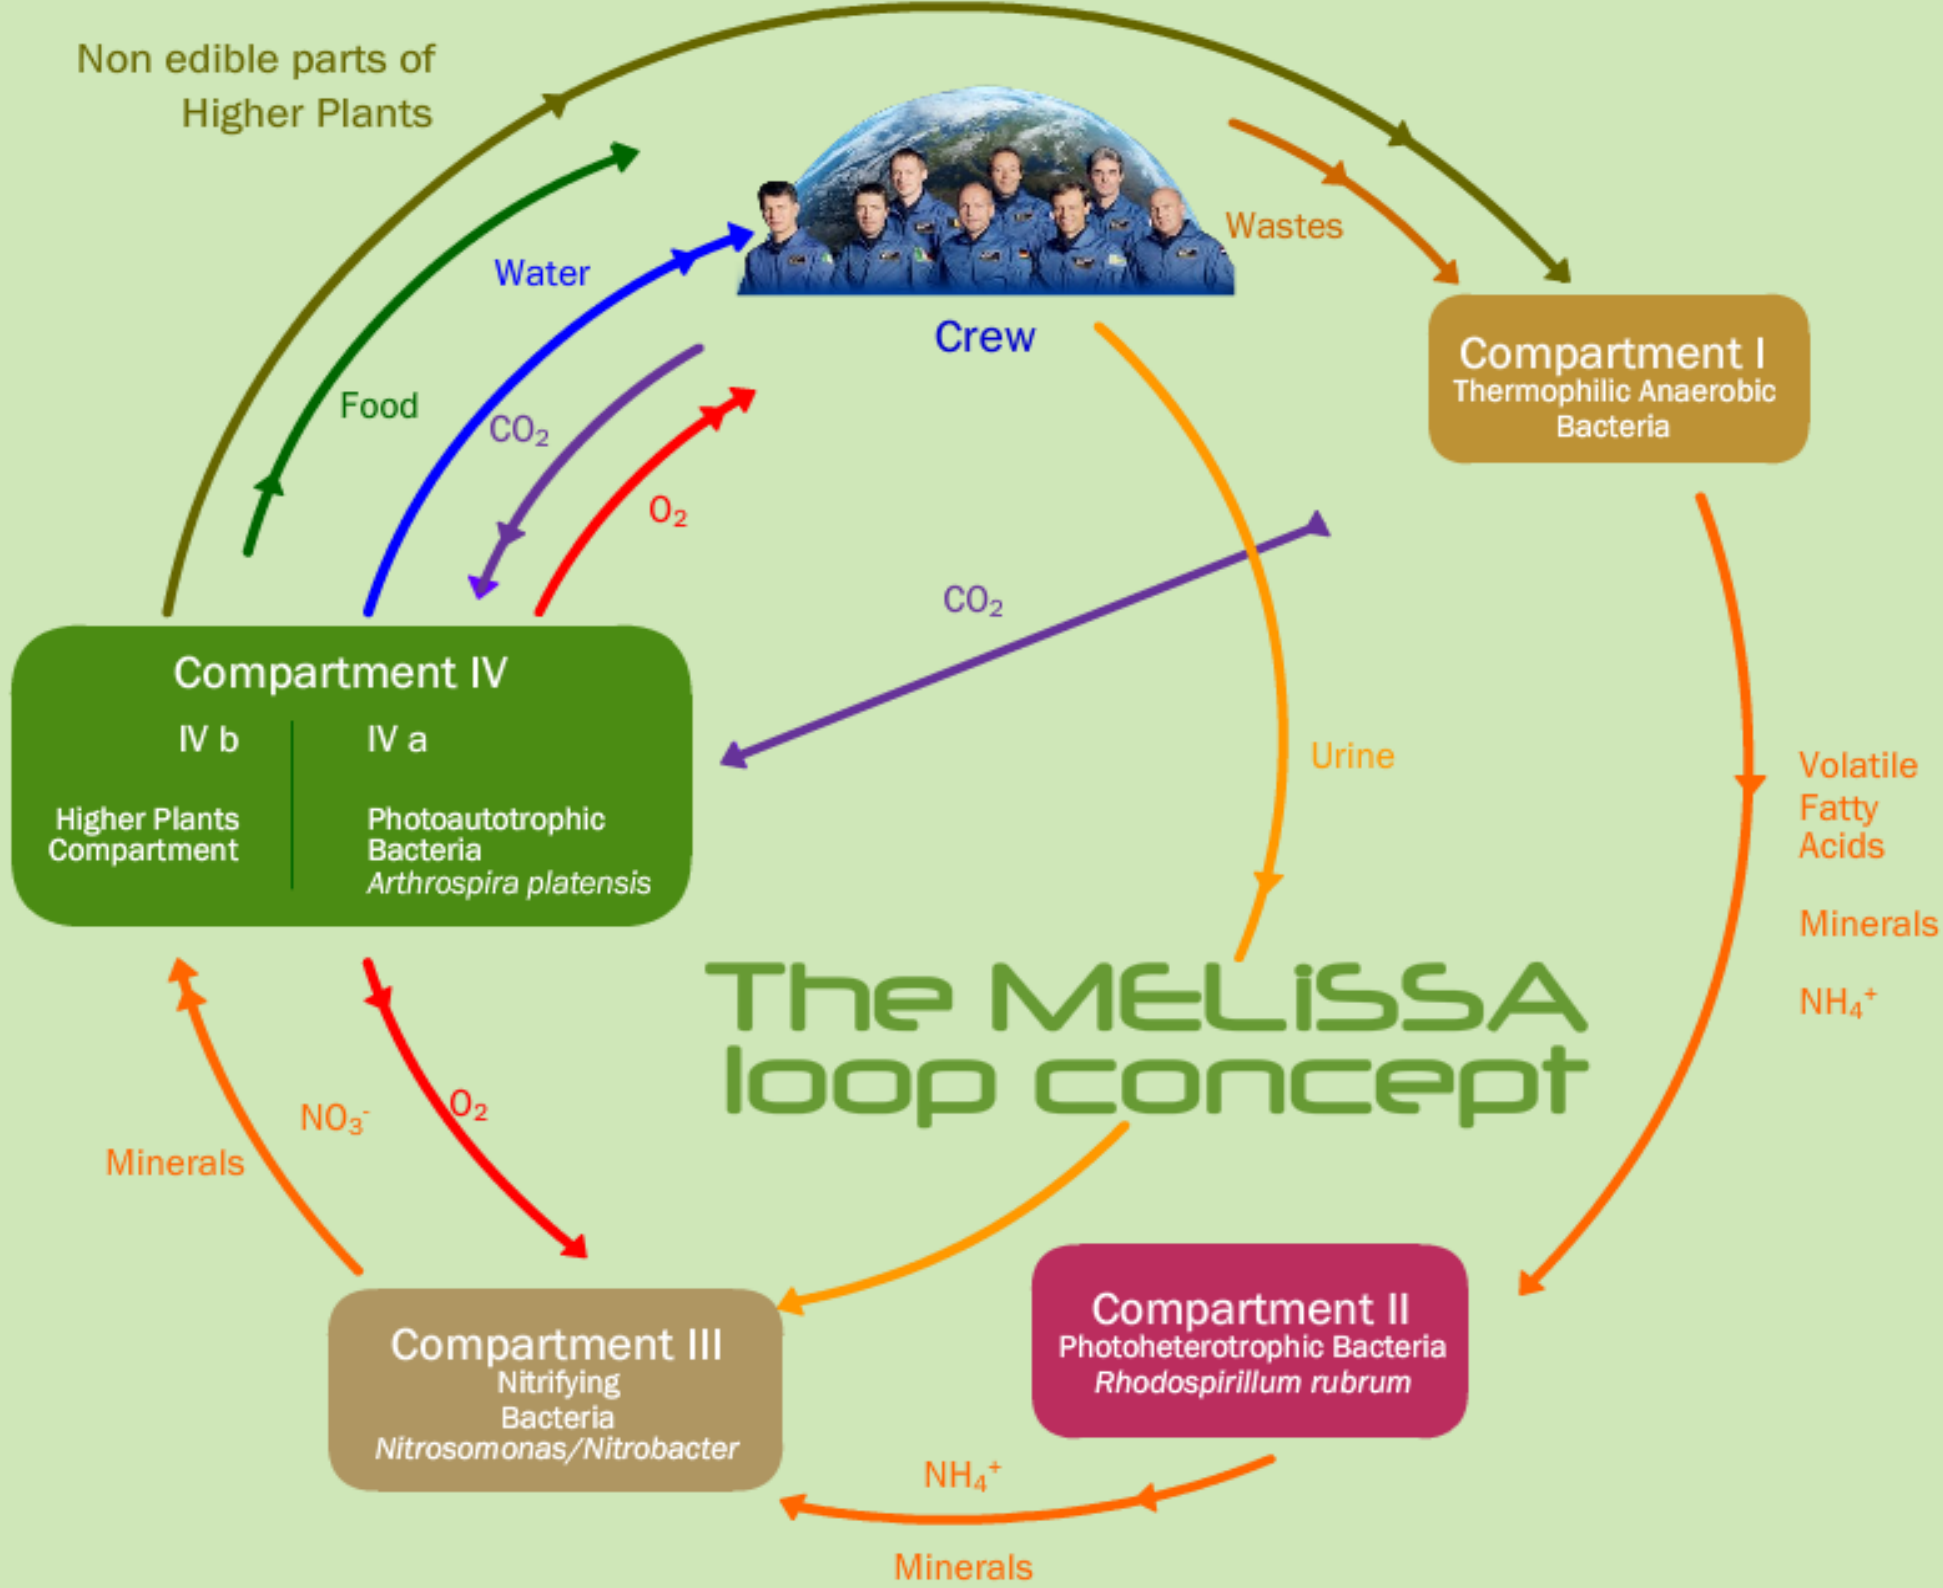 Non edible parts of
Higher Plants
Food
Water
CO₂
O₂
Crew
Wastes
Compartment I
Thermophilic Anaerobic
Bacteria
CO₂
Urine
Volatile
Fatty
Acids
Minerals
NH₄⁺
Compartment IV
IV b
Higher Plants
Compartment
IV a
Photoautotrophic
Bacteria
Arthrospira platensis
The MELiSSA
loop concept
Minerals
NO₃⁻
O₂
Compartment III
Nitrifying
Bacteria
Nitrosomonas/Nitrobacter
Compartment II
Photoheterotrophic Bacteria
Rhodospirillum rubrum
NH₄⁺
Minerals